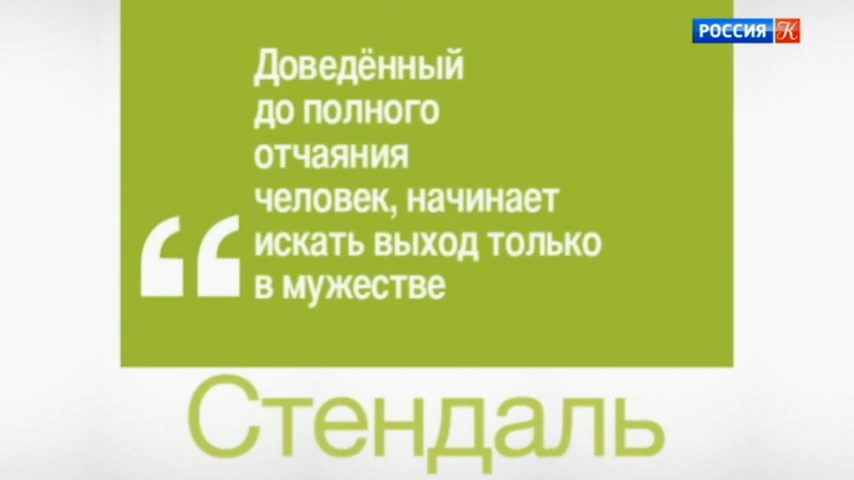 РОССИЯ К
Доведённый
до полного
отчаяния
человек, начинает
искать выход только
в мужестве
“
Стендаль